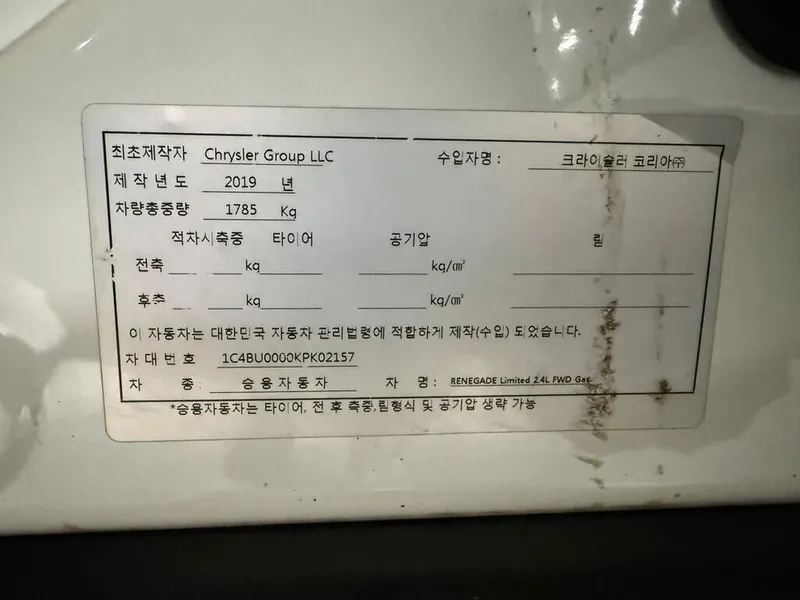 최초제작자 Chrysler Group LLC 수입자명 : 크라이슬러 코리아㈜
제 작 년 도 2019 년
차량총중량 1785 Kg
적차시축중 타이어 공기압 림
전축 kg kg/㎠
후축 kg kg/㎠
이 자동차는 대한민국 자동차 관리법령에 적합하게 제작(수입) 되었습니다.
차 대 번 호 1C4BU0000KPK02157
차 종 : 승 용 자 동 차 차 명 : RENEGADE Limited 2.4L FWD Gas
*승용자동차는 타이어, 전 후 축중,림형식 및 공기압 생략 가능